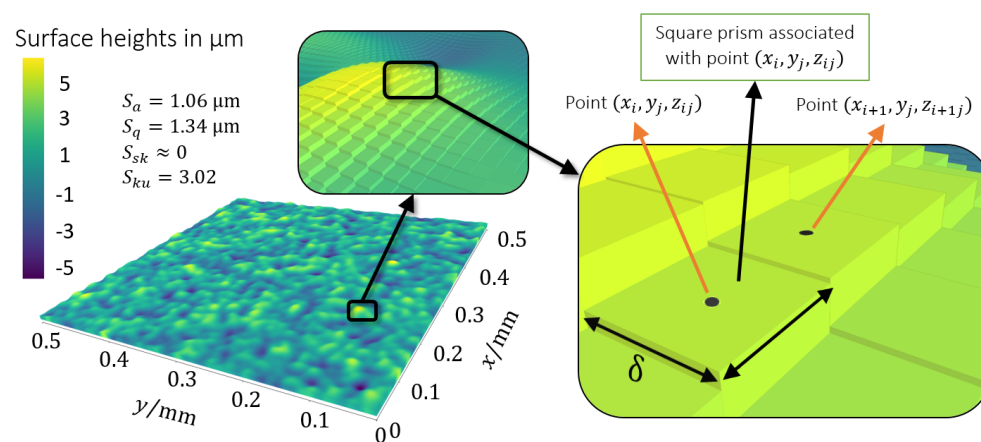 Surface heights in μm
5
3
1
-1
-3
-5
S_a = 1.06 μm
S_q = 1.34 μm
S_sk ≈ 0
S_ku = 3.02
Square prism associated
with point (x_i, y_j, z_ij)
Point (x_i, y_j, z_ij)
Point (x_{i+1}, y_j, z_{i+1 j})
δ
0.5
0.4
0.3
0.2
0.1
0
y/mm
0
0.1
0.2
0.3
0.4
0.5
x/mm